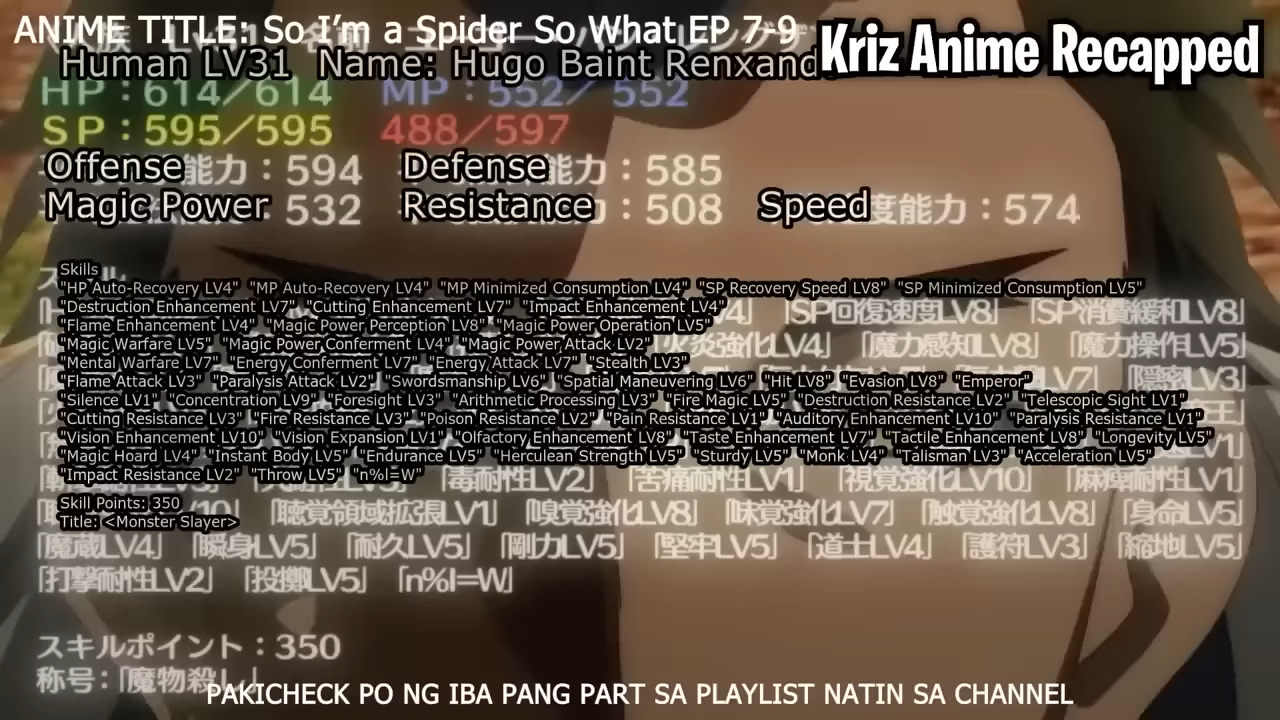 ANIME TITLE: So I'm a Spider So What EP 7-9
Kriz Anime Recapped
Human LV31 Name: Hugo Baint Renxand
HP：614／614 MP：552／552
SP：595／595 488／597
Offense 能力：594 Defense 能力：585
Magic Power 532 Resistance ：508 Speed 度能力：574
Skills
"HP Auto-Recovery LV4" "MP Auto-Recovery LV4" "MP Minimized Consumption LV4" "SP Recovery Speed LV8" "SP Minimized Consumption LV5"
"Destruction Enhancement LV7" "Cutting Enhancement LV7" "Impact Enhancement LV4"
「SP回復速度LV8」「SP消費緩和LV8」
"Flame Enhancement LV4" "Magic Power Perception LV8" "Magic Power Operation LV5"
"Magic Warfare LV5" "Magic Power Conferment LV4" "Magic Power Attack LV2"
火炎強化LV4」「魔力感知LV8」「魔力操作LV5」
"Mental Warfare LV7" "Energy Conferment LV7" "Energy Attack LV7" "Stealth LV3"
"Flame Attack LV3" "Paralysis Attack LV2" "Swordsmanship LV6" "Spatial Maneuvering LV6" "Hit LV8" "Evasion LV8" "Emperor"
"Silence LV1" "Concentration LV9" "Foresight LV3" "Arithmetic Processing LV3" "Fire Magic LV5" "Destruction Resistance LV2" "Telescopic Sight LV1"
"Cutting Resistance LV3" "Fire Resistance LV3" "Poison Resistance LV2" "Pain Resistance LV1" "Auditory Enhancement LV10" "Paralysis Resistance LV1"
"Vision Enhancement LV10" "Vision Expansion LV1" "Olfactory Enhancement LV8" "Taste Enhancement LV7" "Tactile Enhancement LV8" "Longevity LV5"
"Magic Hoard LV4" "Instant Body LV5" "Endurance LV5" "Herculean Strength LV5" "Sturdy LV5" "Monk LV4" "Talisman LV3" "Acceleration LV5"
"Impact Resistance LV2" "Throw LV5" "n%I=W"
「毒耐性LV2」「苦痛耐性LV1」「視覚強化LV10」「麻痺耐性LV1」
Skill Points: 350
Title: <Monster Slayer>
「聴覚領域拡張LV1」「嗅覚強化LV8」「味覚強化LV7」「触覚強化LV8」「身命LV5」
「魔蔵LV4」「瞬身LV5」「耐久LV5」「剛力LV5」「堅牢LV5」「道士LV4」「護符LV3」「縮地LV5」
「打撃耐性LV2」「投擲LV5」「n%I=W」
スキルポイント：350
称号：「魔物殺し」
PAKICHECK PO NG IBA PANG PART SA PLAYLIST NATIN SA CHANNEL